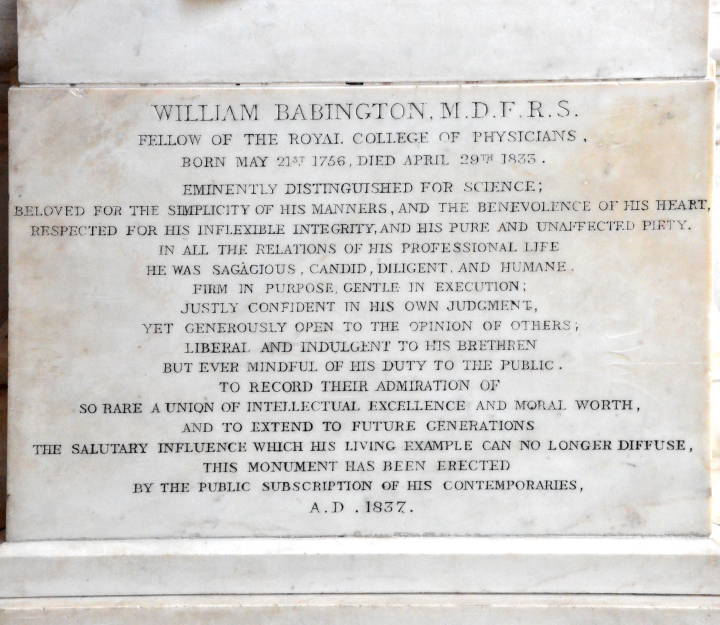 WILLIAM BABINGTON, M.D.F.R.S.
FELLOW OF THE ROYAL COLLEGE OF PHYSICIANS,
BORN MAY 21ST 1756, DIED APRIL 29TH 1833.
EMINENTLY DISTINGUISHED FOR SCIENCE;
BELOVED FOR THE SIMPLICITY OF HIS MANNERS, AND THE BENEVOLENCE OF HIS HEART,
RESPECTED FOR HIS INFLEXIBLE INTEGRITY, AND HIS PURE AND UNAFFECTED PIETY.
IN ALL THE RELATIONS OF HIS PROFESSIONAL LIFE
HE WAS SAGACIOUS, CANDID, DILIGENT, AND HUMANE.
FIRM IN PURPOSE, GENTLE IN EXECUTION;
JUSTLY CONFIDENT IN HIS OWN JUDGMENT,
YET GENEROUSLY OPEN TO THE OPINION OF OTHERS;
LIBERAL AND INDULGENT TO HIS BRETHREN
BUT EVER MINDFUL OF HIS DUTY TO THE PUBLIC.
TO RECORD THEIR ADMIRATION OF
SO RARE A UNION OF INTELLECTUAL EXCELLENCE AND MORAL WORTH,
AND TO EXTEND TO FUTURE GENERATIONS
THE SALUTARY INFLUENCE WHICH HIS LIVING EXAMPLE CAN NO LONGER DIFFUSE,
THIS MONUMENT HAS BEEN ERECTED
BY THE PUBLIC SUBSCRIPTION OF HIS CONTEMPORARIES,
A.D. 1837.